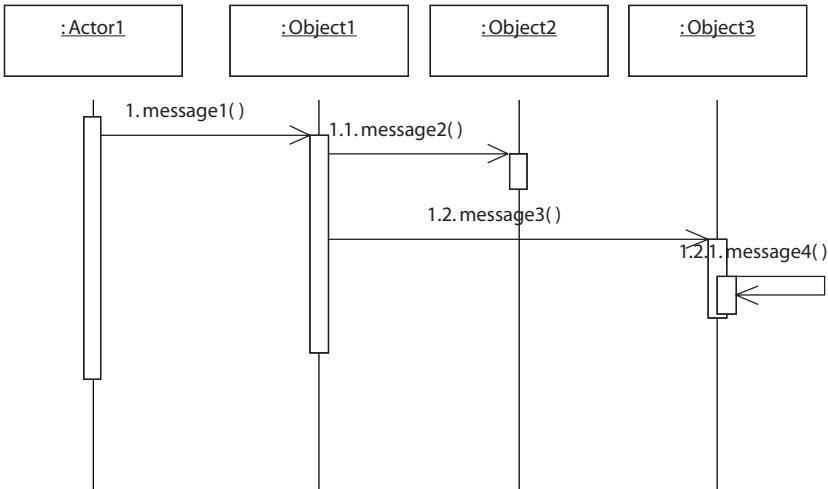 :Actor1
:Object1
:Object2
:Object3
1. message1( )
1.1. message2( )
1.2. message3( )
1.2.1. message4( )